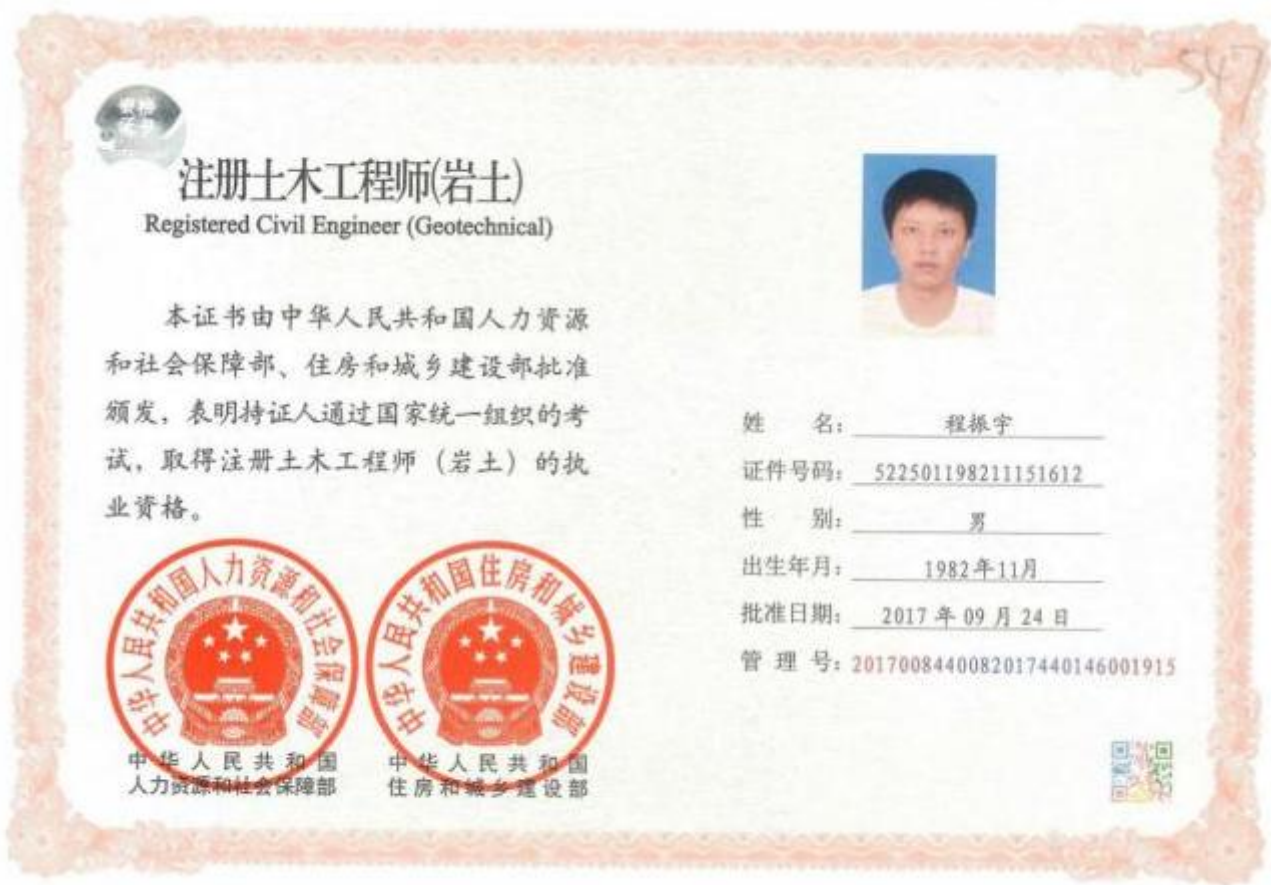 547
资格
注册土木工程师(岩土)
Registered Civil Engineer (Geotechnical)
本证书由中华人民共和国人力资源
和社会保障部、住房和城乡建设部批准
颁发，表明持证人通过国家统一组织的考
试，取得注册土木工程师（岩土）的执
业资格。
中华人民共和国人力资源和社会保障部
中华人民共和国住房和城乡建设部
中华人民共和国
人力资源和社会保障部
中华人民共和国
住房和城乡建设部
姓 名：程振宇
证件号码：522501198211151612
性 别：男
出生年月：1982年11月
批准日期：2017年09月24日
管 理 号：2017008440082017440146001915